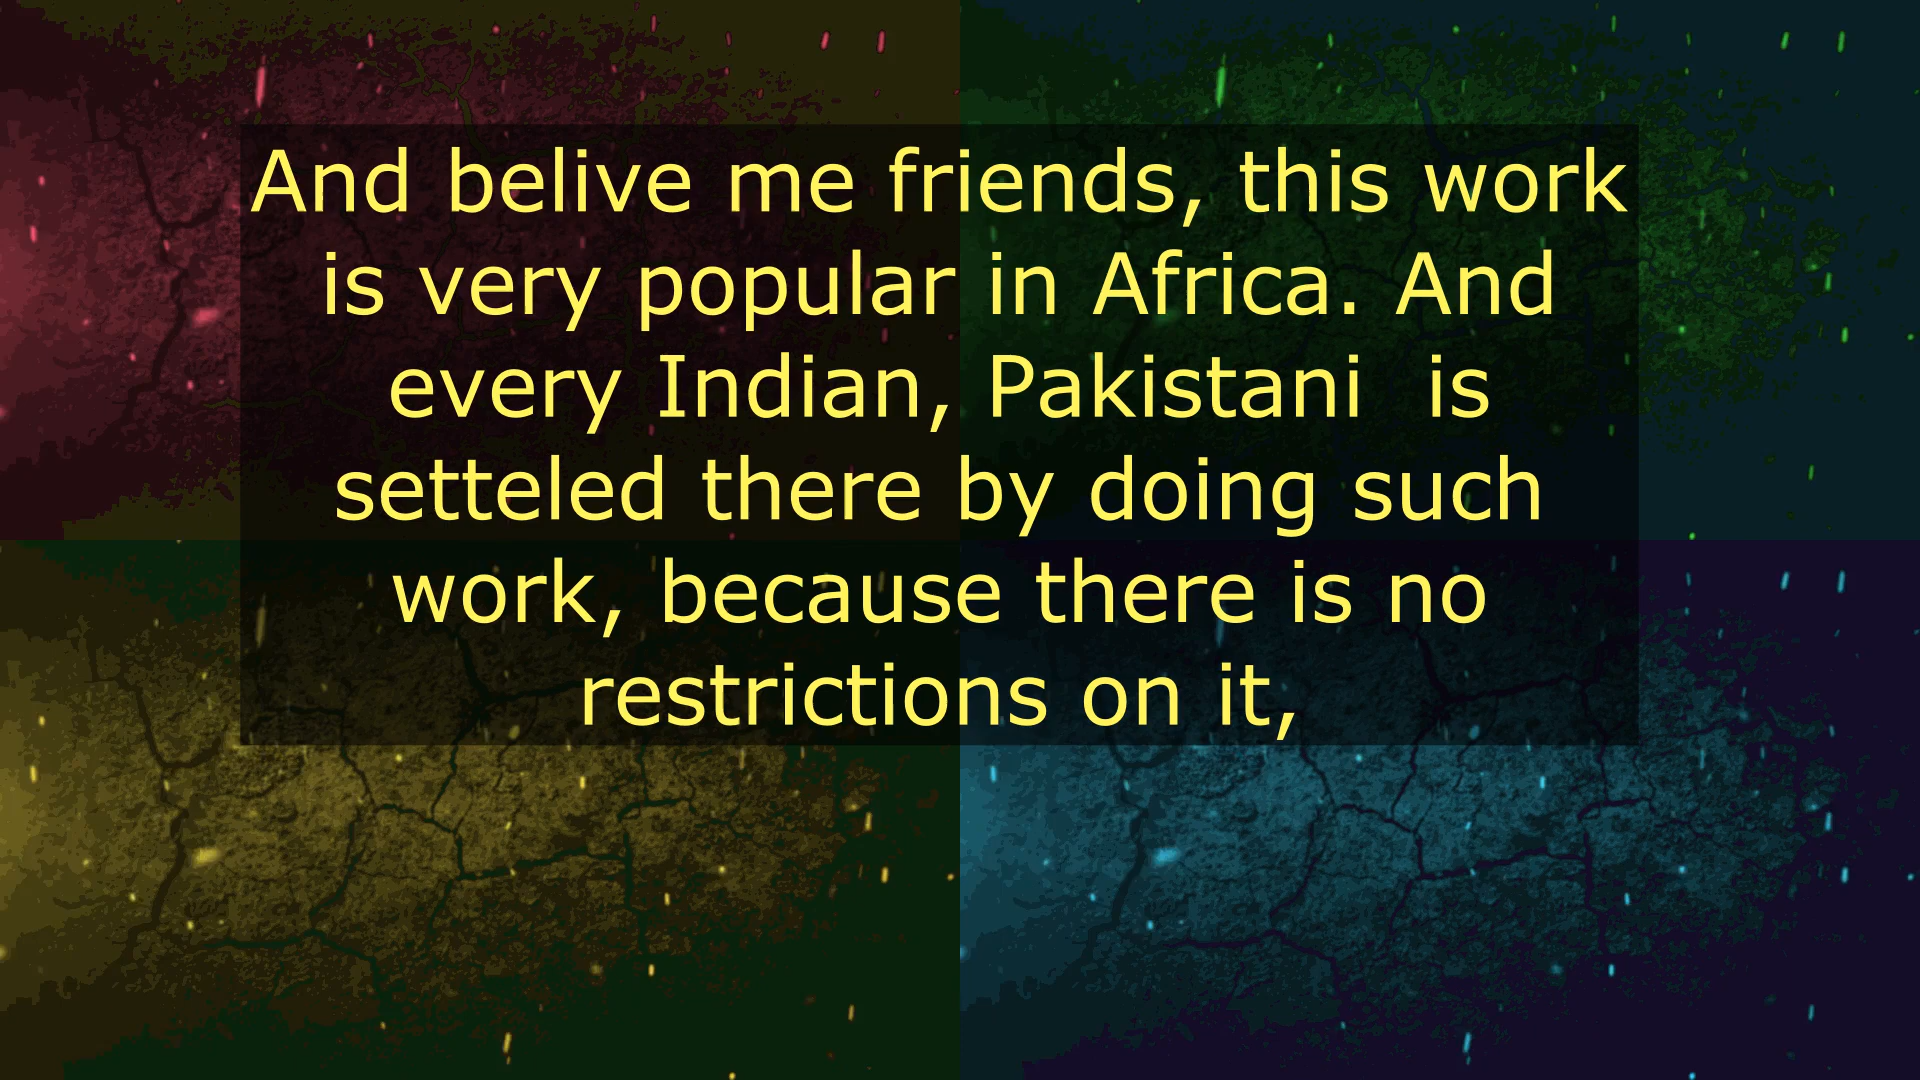 And belive me friends, this work
is very popular in Africa. And
every Indian, Pakistani  is
setteled there by doing such
work, because there is no
restrictions on it,